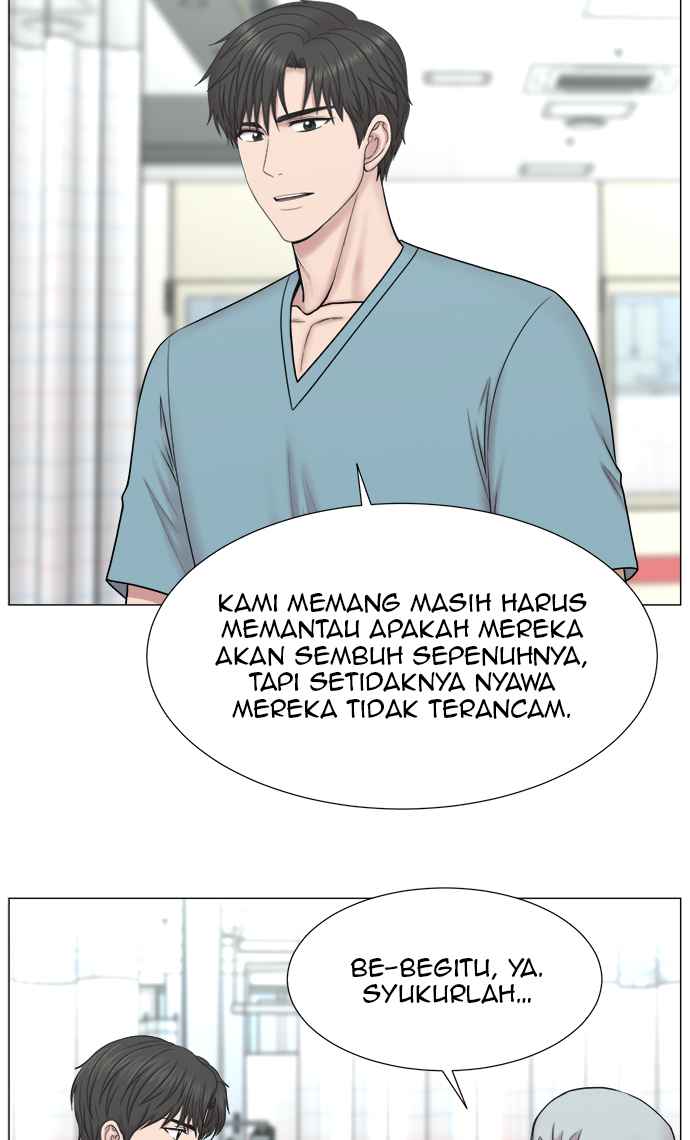 KAMI MEMANG MASIH HARUS
MEMANTAU APAKAH MEREKA
AKAN SEMBUH SEPENUHNYA,
TAPI SETIDAKNYA NYAWA
MEREKA TIDAK TERANCAM.
BE-BEGITU, YA.
SYUKURLAH...